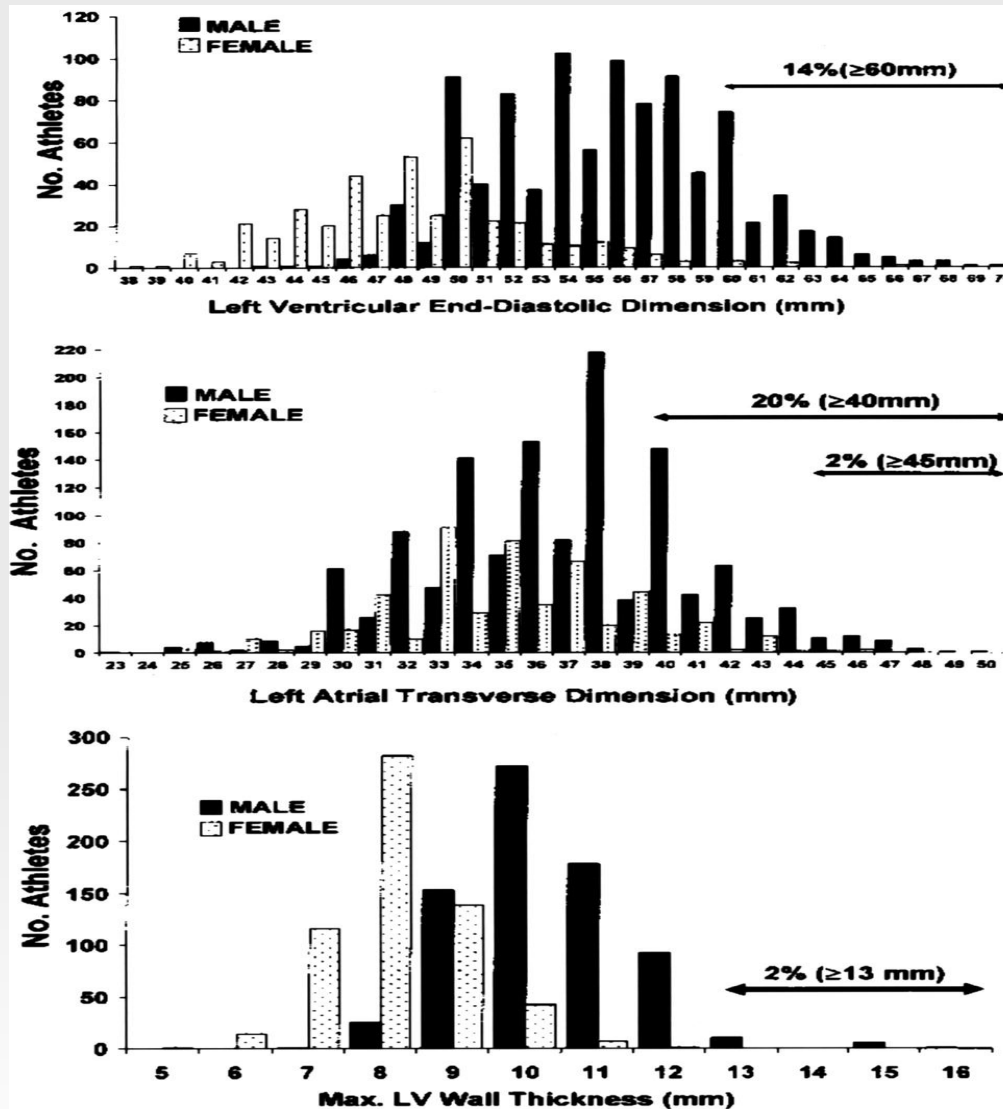 120
100
80
60
40
20
0
No. Athletes
MALE
FEMALE
14%(≥60mm)
38 39 40 41 42 43 44 45 46 47 48 49 50 51 52 53 54 55 56 57 58 59 60 61 62 63 64 65 66 67 68 69
Left Ventricular End-Diastolic Dimension (mm)
220
200
180
160
140
120
100
80
60
40
20
0
No. Athletes
MALE
FEMALE
20% (≥40mm)
2% (≥45mm)
23 24 25 26 27 28 29 30 31 32 33 34 35 36 37 38 39 40 41 42 43 44 45 46 47 48 49 50
Left Atrial Transverse Dimension (mm)
300
250
200
150
100
50
0
No. Athletes
MALE
FEMALE
2% (≥13 mm)
5 6 7 8 9 10 11 12 13 14 15 16
Max. LV Wall Thickness (mm)